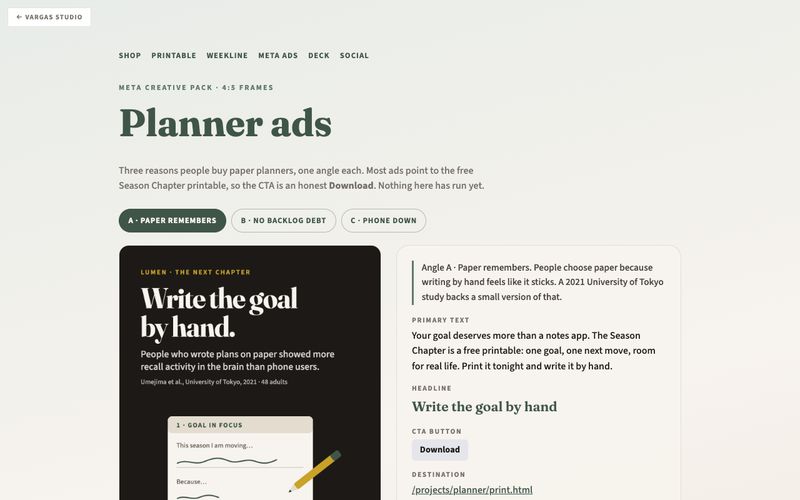 ← VARGAS STUDIO
SHOP PRINTABLE WEEKLINE META ADS DECK SOCIAL
META CREATIVE PACK · 4:5 FRAMES
Planner ads
Three reasons people buy paper planners, one angle each. Most ads point to the free
Season Chapter printable, so the CTA is an honest Download. Nothing here has run yet.
A · PAPER REMEMBERS
B · NO BACKLOG DEBT
C · PHONE DOWN
LUMEN · THE NEXT CHAPTER
Write the goal
by hand.
People who wrote plans on paper showed more
recall activity in the brain than phone users.
Umejima et al., University of Tokyo, 2021 · 48 adults
1 · GOAL IN FOCUS
This season I am moving…
Because…
Angle A · Paper remembers. People choose paper because
writing by hand feels like it sticks. A 2021 University of Tokyo
study backs a small version of that.
PRIMARY TEXT
Your goal deserves more than a notes app. The Season
Chapter is a free printable: one goal, one next move, room
for real life. Print it tonight and write it by hand.
HEADLINE
Write the goal by hand
CTA BUTTON
Download
DESTINATION
/projects/planner/print.html